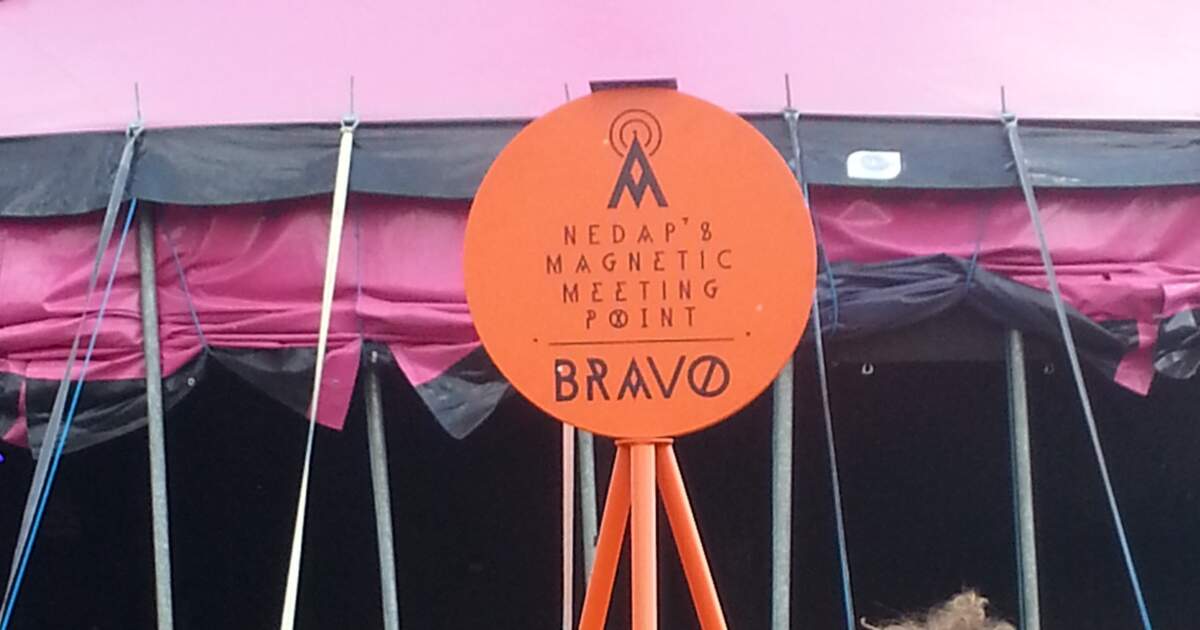 NEDAP'S
MAGNETIC
MEETING
POINT
BRAVO